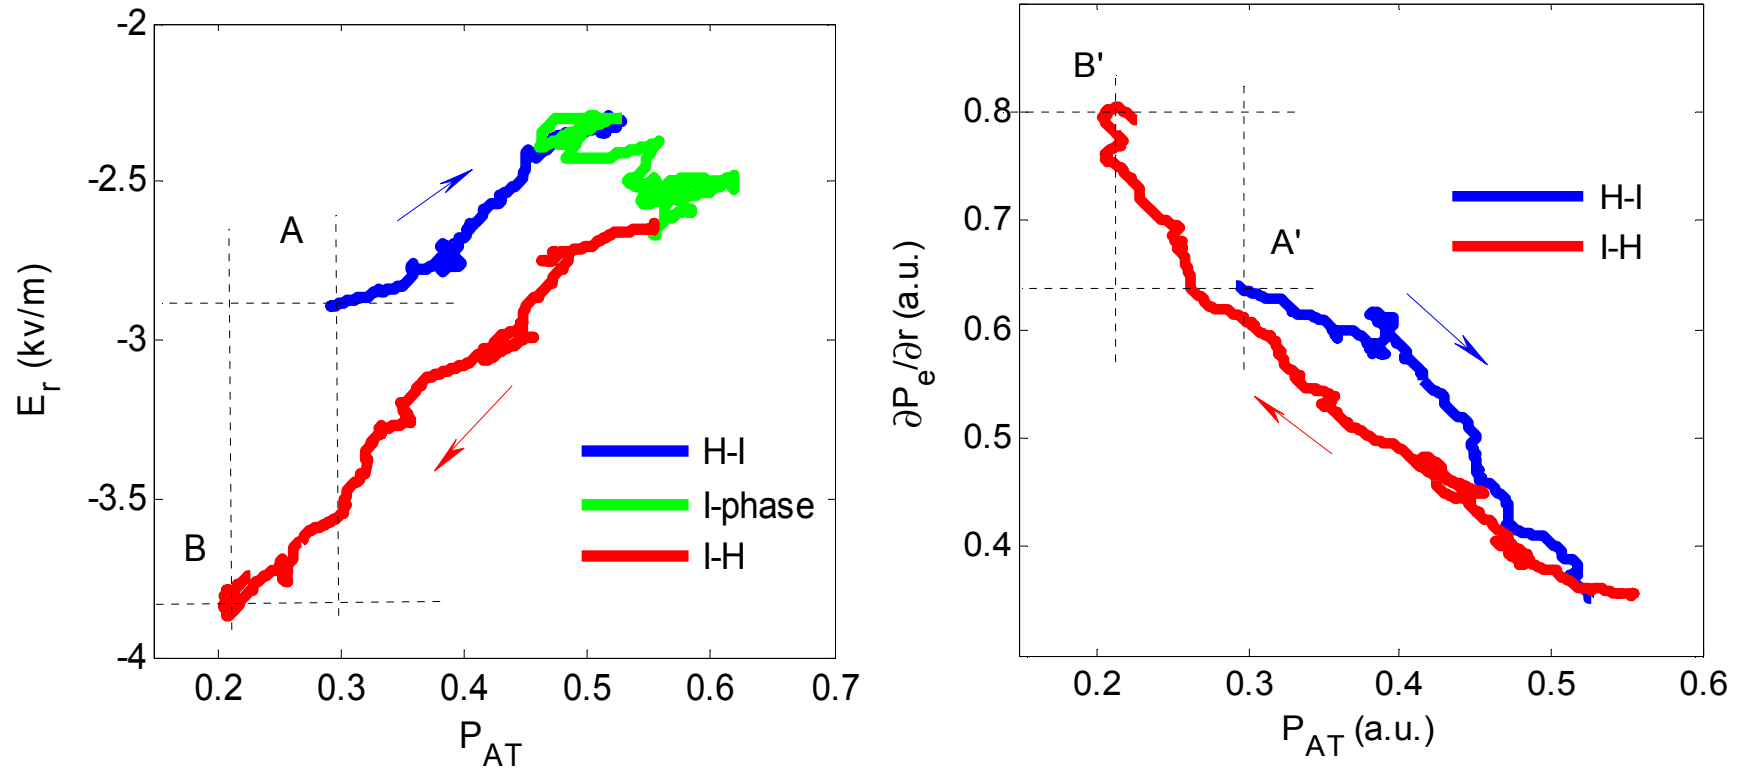 -2
-2.5
-3
-3.5
-4
E_r (kv/m)
A
B
H-I
I-phase
I-H
0.2 0.3 0.4 0.5 0.6 0.7
P_AT
0.8
0.7
0.6
0.5
0.4
∂P_e/∂r (a.u.)
B'
A'
H-I
I-H
0.2 0.3 0.4 0.5 0.6
P_AT (a.u.)